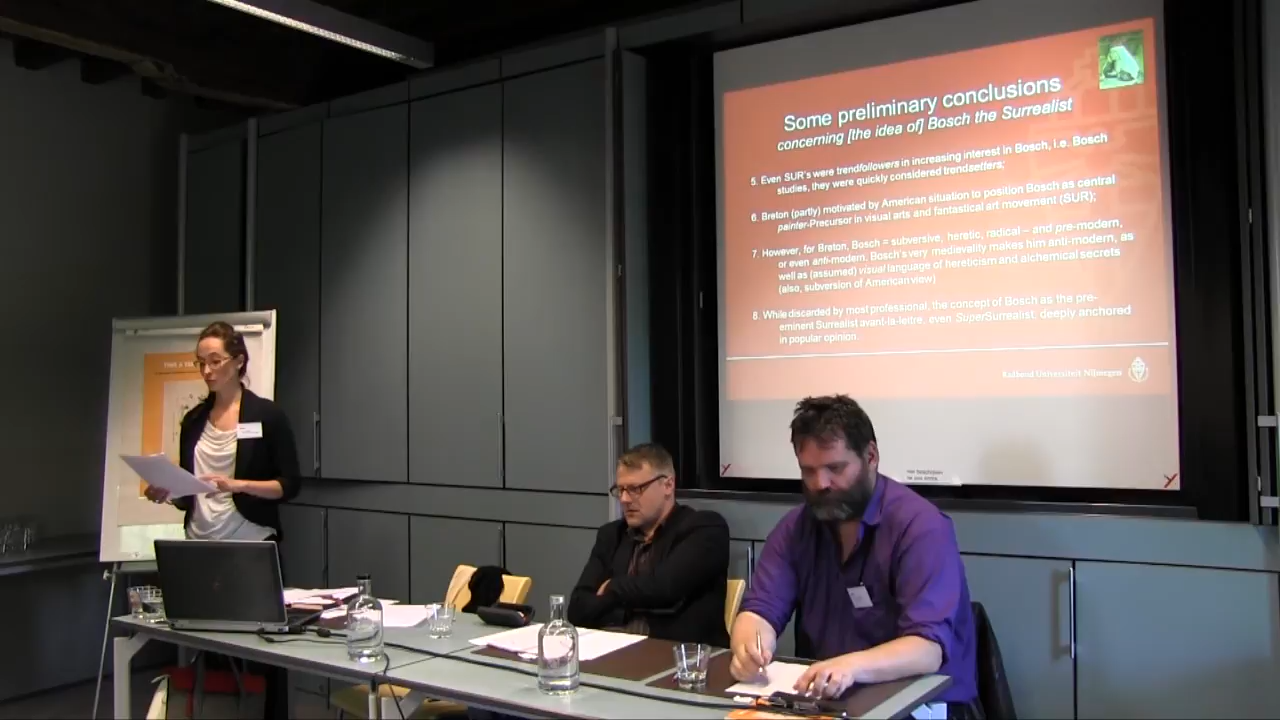 Some preliminary conclusions
concerning [the idea of] Bosch the Surrealist
5. Even SUR's were trendfollowers in increasing interest in Bosch, i.e. Bosch
studies, they were quickly considered trendsetters;
6. Breton (partly) motivated by American situation to position Bosch as central
painter-Precursor in visual arts and fantastical art movement (SUR);
7. However, for Breton, Bosch = subversive, heretic, radical – and pre-modern,
or even anti-modern. Bosch's very medievality makes him anti-modern, as
well as (assumed) visual language of hereticism and alchemical secrets
(also, subversion of American view)
8. While discarded by most professional, the concept of Bosch as the pre-
eminent Surrealist avant-la-lettre, even SuperSurrealist, deeply anchored
in popular opinion.
Radboud Universiteit Nijmegen